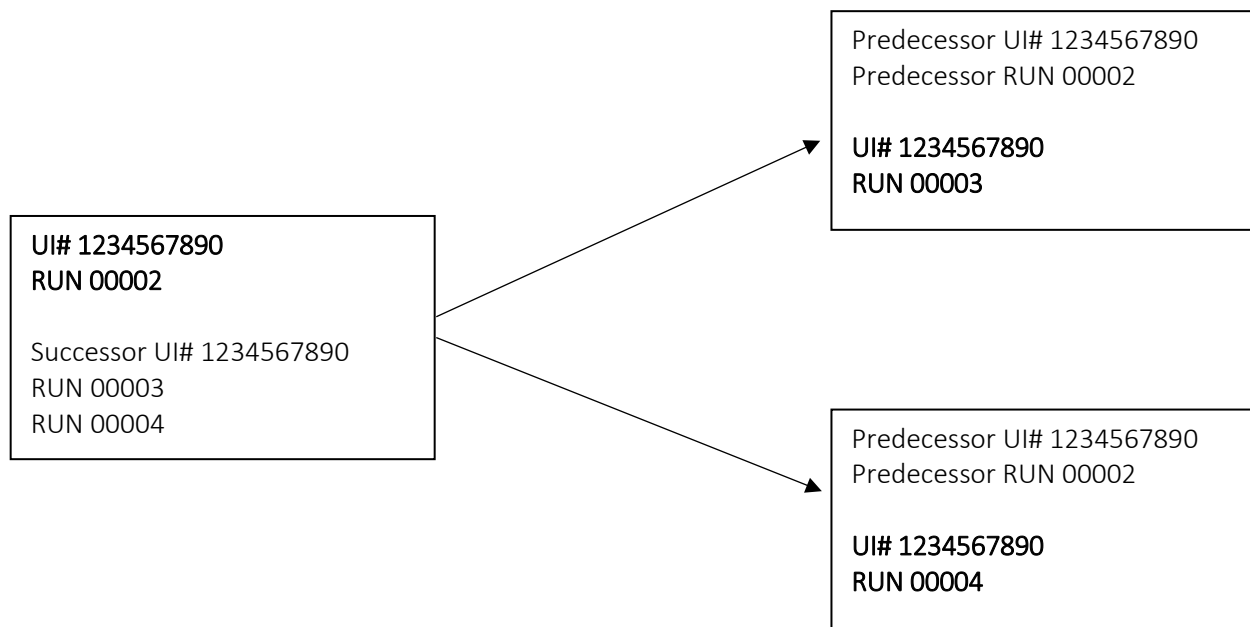 UI# 1234567890
RUN 00002
Successor UI# 1234567890
RUN 00003
RUN 00004
Predecessor UI# 1234567890
Predecessor RUN 00002
UI# 1234567890
RUN 00003
Predecessor UI# 1234567890
Predecessor RUN 00002
UI# 1234567890
RUN 00004